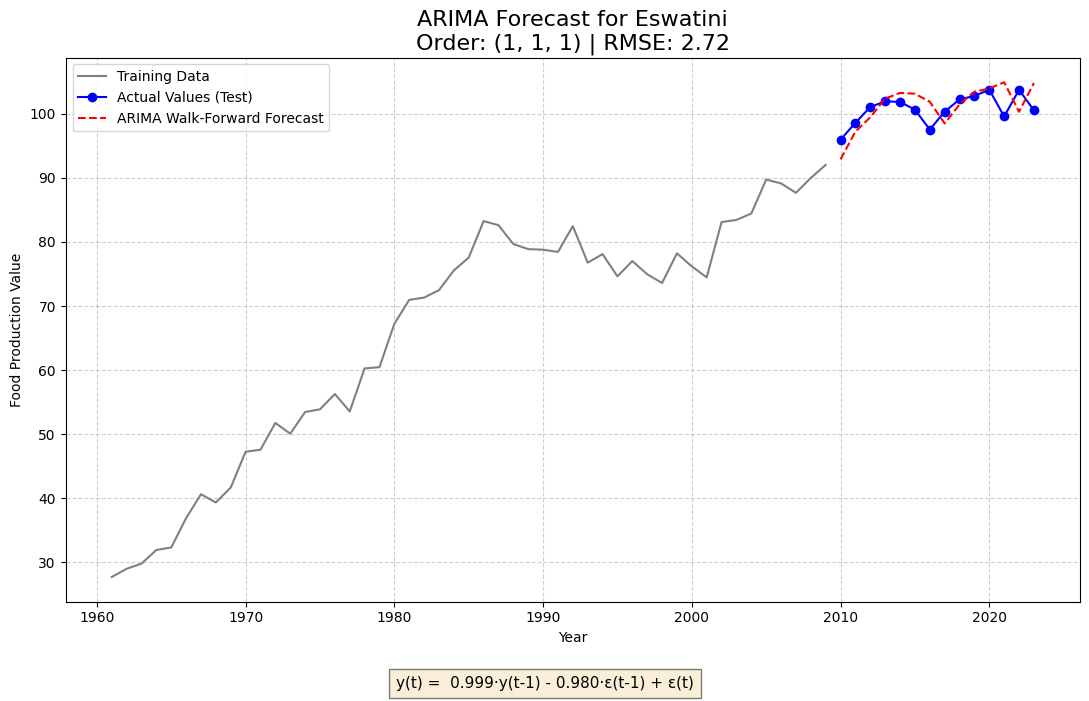 ARIMA Forecast for Eswatini
Order: (1, 1, 1) | RMSE: 2.72
Training Data
Actual Values (Test)
ARIMA Walk-Forward Forecast
Food Production Value
100
90
80
70
60
50
40
30
1960
1970
1980
1990
2000
2010
2020
Year
y(t) =  0.999·y(t-1) - 0.980·ε(t-1) + ε(t)